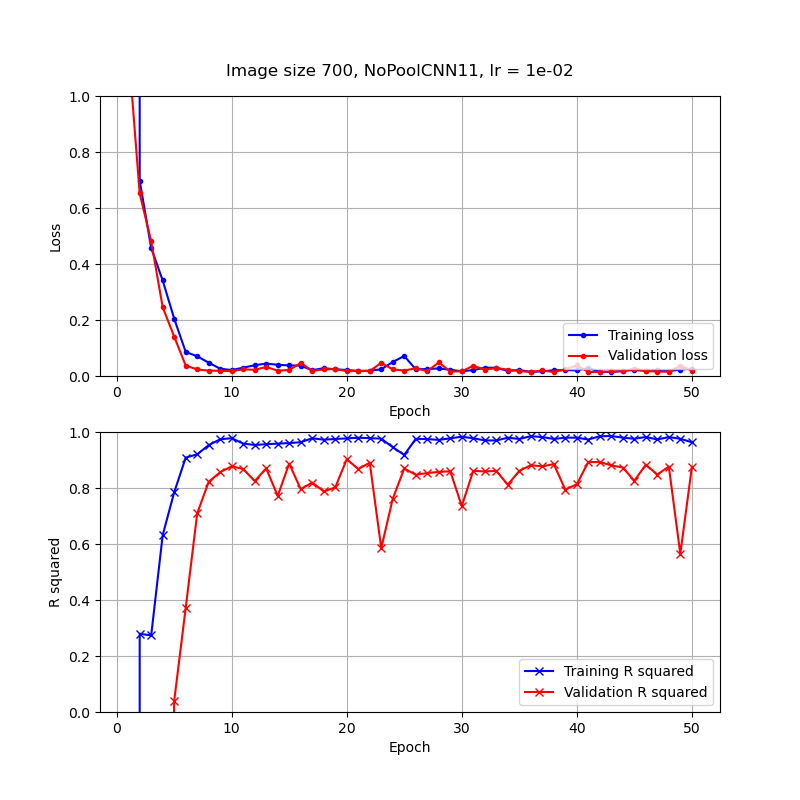 Image size 700, NoPoolCNN11, lr = 1e-02
1.0
0.8
0.6
0.4
0.2
0.0
Loss
0 10 20 30 40 50
Epoch
Training loss
Validation loss
1.0
0.8
0.6
0.4
0.2
0.0
R squared
Training R squared
Validation R squared
0 10 20 30 40 50
Epoch